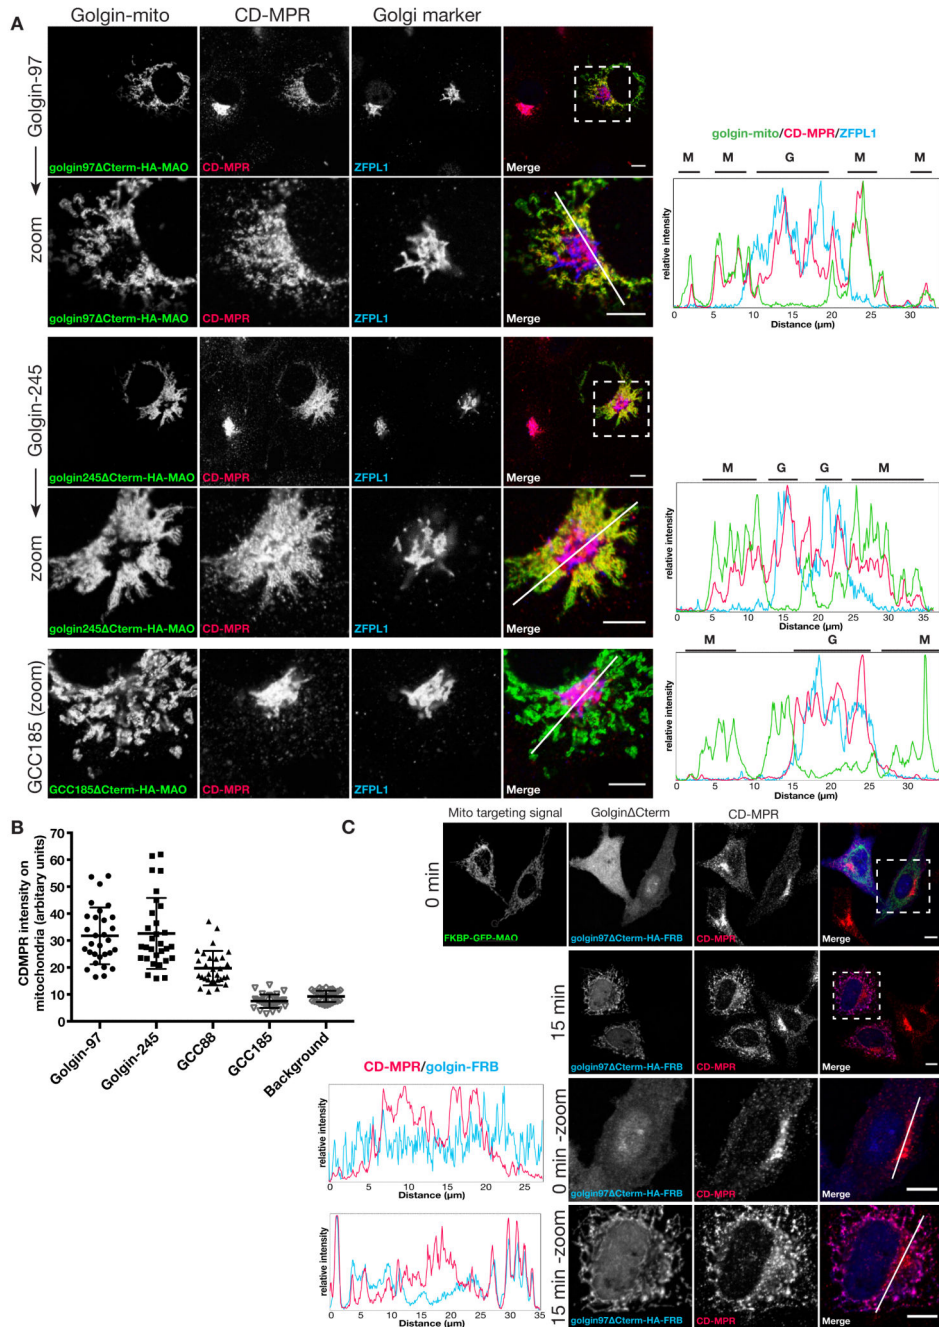 A
Golgin-mito CD-MPR Golgi marker
Golgin-97
golgin97ΔCterm-HA-MAO CD-MPR ZFPL1 Merge
zoom
golgin97ΔCterm-HA-MAO CD-MPR ZFPL1 Merge
golgin-mito/CD-MPR/ZFPL1
M M G M M
relative intensity
0 5 10 15 20 25 30
Distance (µm)
Golgin-245
golgin245ΔCterm-HA-MAO CD-MPR ZFPL1 Merge
zoom
golgin245ΔCterm-HA-MAO CD-MPR ZFPL1 Merge
M G G M
relative intensity
0 5 10 15 20 25 30 35
Distance (µm)
GCC185 (zoom)
GCC185ΔCterm-HA-MAO CD-MPR ZFPL1 Merge
M G M
relative intensity
0 5 10 15 20 25 30
Distance (µm)
B
CDMPR intensity on
mitochondria (arbitary units)
70
60
50
40
30
20
10
0
Golgin-97 Golgin-245 GCC88 GCC185 Background
C
Mito targeting signal GolginΔCterm CD-MPR
0 min
FKBP-GFP-MAO golgin97ΔCterm-HA-FRB CD-MPR Merge
15 min
golgin97ΔCterm-HA-FRB CD-MPR Merge
0 min -zoom
golgin97ΔCterm-HA-FRB CD-MPR Merge
15 min -zoom
golgin97ΔCterm-HA-FRB CD-MPR Merge
CD-MPR/golgin-FRB
relative intensity
0 5 10 15 20 25
Distance (µm)
relative intensity
0 5 10 15 20 25 30 35
Distance (µm)